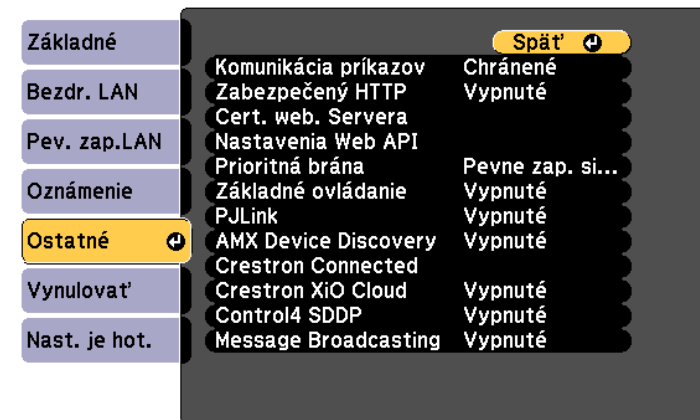 Základné
Bezdr. LAN
Pev. zap.LAN
Oznámenie
Ostatné
Vynulovať
Nast. je hot.
Späť
Komunikácia príkazov Chránené
Zabezpečený HTTP Vypnuté
Cert. web. Servera
Nastavenia Web API
Prioritná brána Pevne zap. si...
Základné ovládanie Vypnuté
PJLink Vypnuté
AMX Device Discovery Vypnuté
Crestron Connected
Crestron XiO Cloud Vypnuté
Control4 SDDP Vypnuté
Message Broadcasting Vypnuté